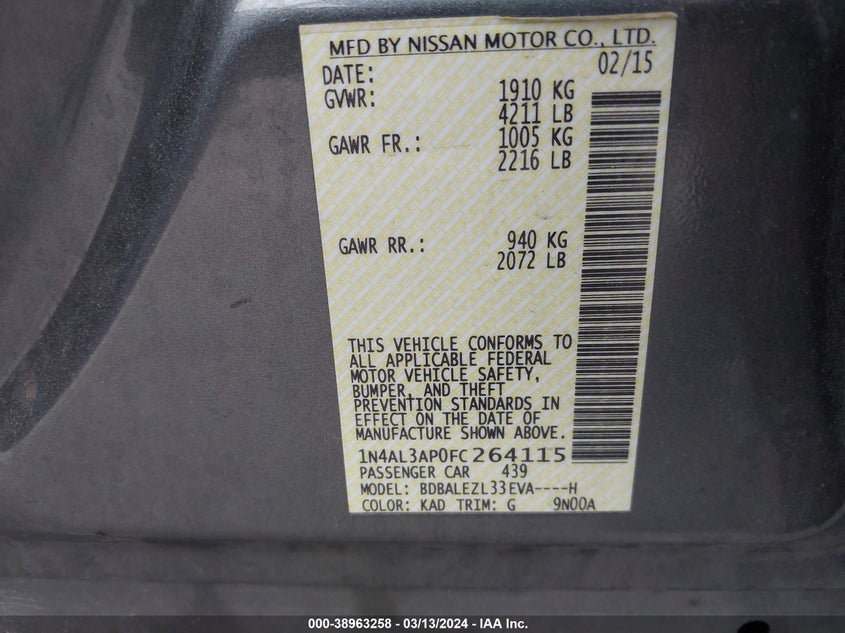 MFD BY NISSAN MOTOR CO., LTD.
DATE: 02/15
GVWR: 1910 KG
4211 LB
GAWR FR.: 1005 KG
2216 LB
GAWR RR.: 940 KG
2072 LB
THIS VEHICLE CONFORMS TO
ALL APPLICABLE FEDERAL
MOTOR VEHICLE SAFETY,
BUMPER, AND THEFT
PREVENTION STANDARDS IN
EFFECT ON THE DATE OF
MANUFACTURE SHOWN ABOVE.
1N4AL3AP0FC264115
PASSENGER CAR 439
MODEL: BDBALEZL33EVA----H
COLOR: KAD TRIM: G 9N00A
000-38963258 - 03/13/2024 - IAA Inc.